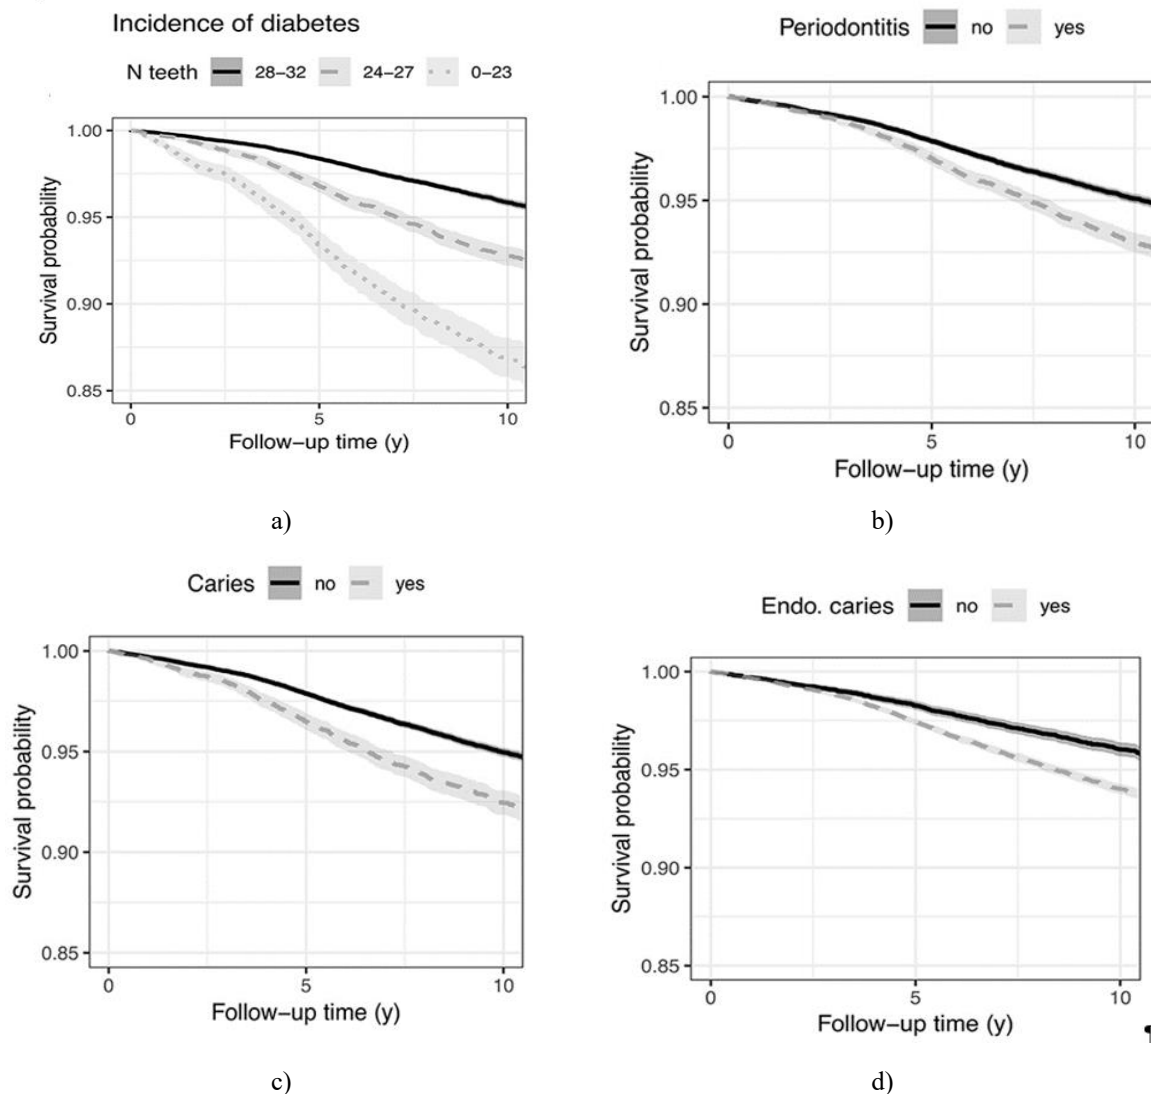 Incidence of diabetes
N teeth 28–32 24–27 0–23
1.00
0.95
0.90
0.85
Survival probability
0 5 10
Follow–up time (y)
a)
Periodontitis no yes
1.00
0.95
0.90
0.85
Survival probability
0 5 10
Follow–up time (y)
b)
Caries no yes
1.00
0.95
0.90
0.85
Survival probability
0 5 10
Follow–up time (y)
c)
Endo. caries no yes
1.00
0.95
0.90
0.85
Survival probability
0 5 10
Follow–up time (y)
¶
d)